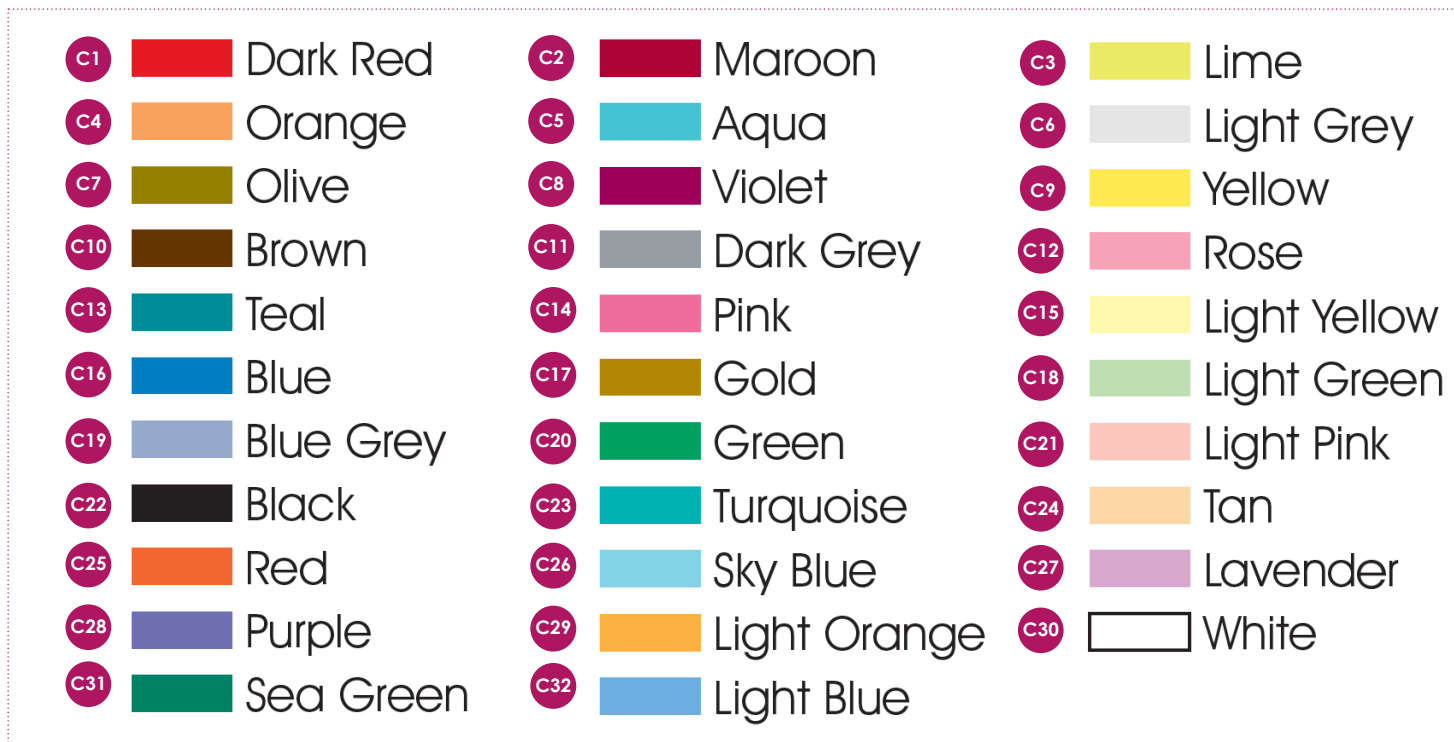 C1 Dark Red C2 Maroon C3 Lime
C4 Orange C5 Aqua C6 Light Grey
C7 Olive C8 Violet C9 Yellow
C10 Brown C11 Dark Grey C12 Rose
C13 Teal C14 Pink C15 Light Yellow
C16 Blue C17 Gold C18 Light Green
C19 Blue Grey C20 Green C21 Light Pink
C22 Black C23 Turquoise C24 Tan
C25 Red C26 Sky Blue C27 Lavender
C28 Purple C29 Light Orange C30 White
C31 Sea Green C32 Light Blue